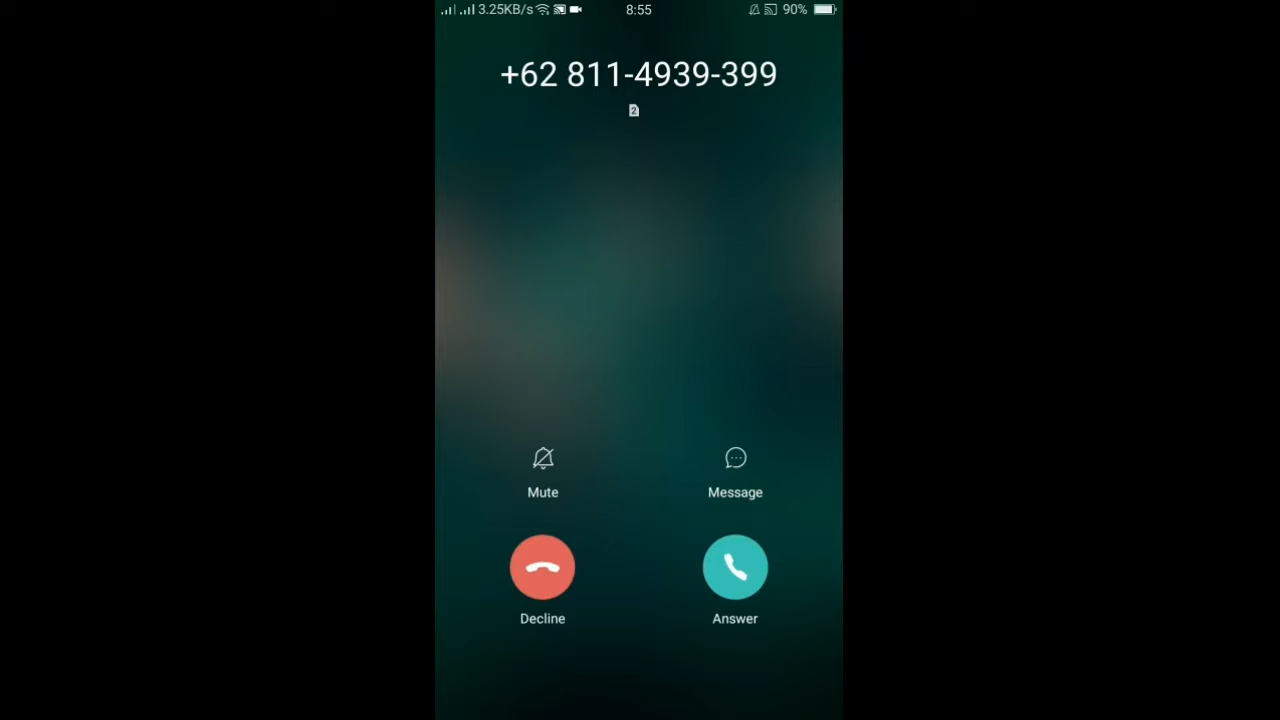 3.25KB/s 8:55 90%
+62 811-4939-399
2
Mute Message
Decline Answer